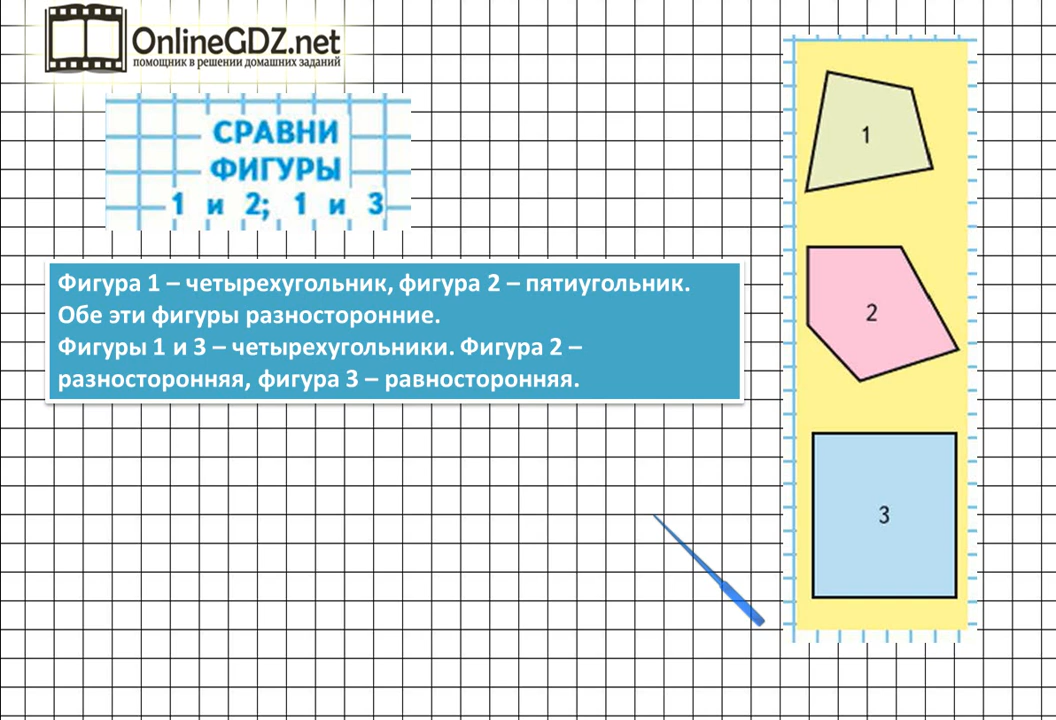 OnlineGDZ.net
помощник в решении домашних заданий
СРАВНИ
ФИГУРЫ
1 и 2; 1 и 3
Фигура 1 – четырехугольник, фигура 2 – пятиугольник.
Обе эти фигуры разносторонние.
Фигуры 1 и 3 – четырехугольники. Фигура 2 –
разносторонняя, фигура 3 – равносторонняя.
1
2
3